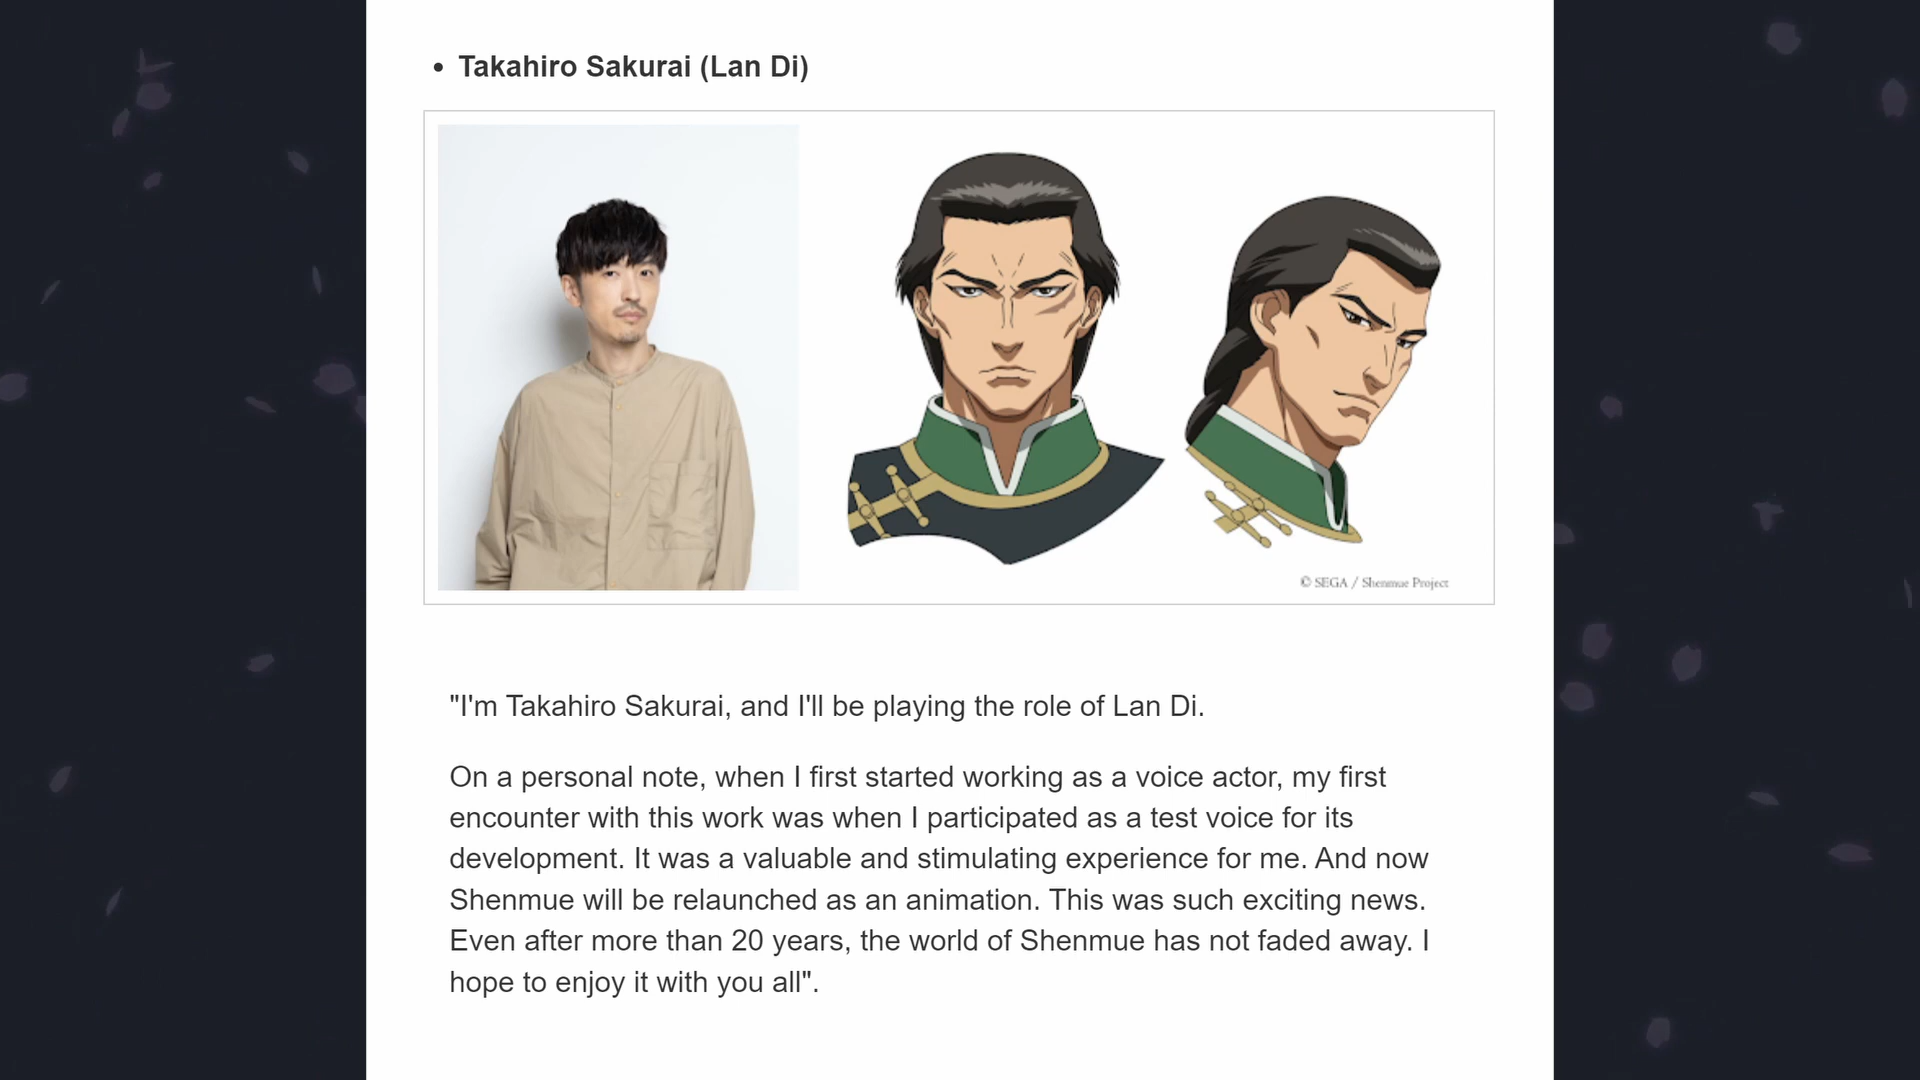 Takahiro Sakurai (Lan Di)
© SEGA / Shenmue Project
"I'm Takahiro Sakurai, and I'll be playing the role of Lan Di.
On a personal note, when I first started working as a voice actor, my first
encounter with this work was when I participated as a test voice for its
development. It was a valuable and stimulating experience for me. And now
Shenmue will be relaunched as an animation. This was such exciting news.
Even after more than 20 years, the world of Shenmue has not faded away. I
hope to enjoy it with you all".